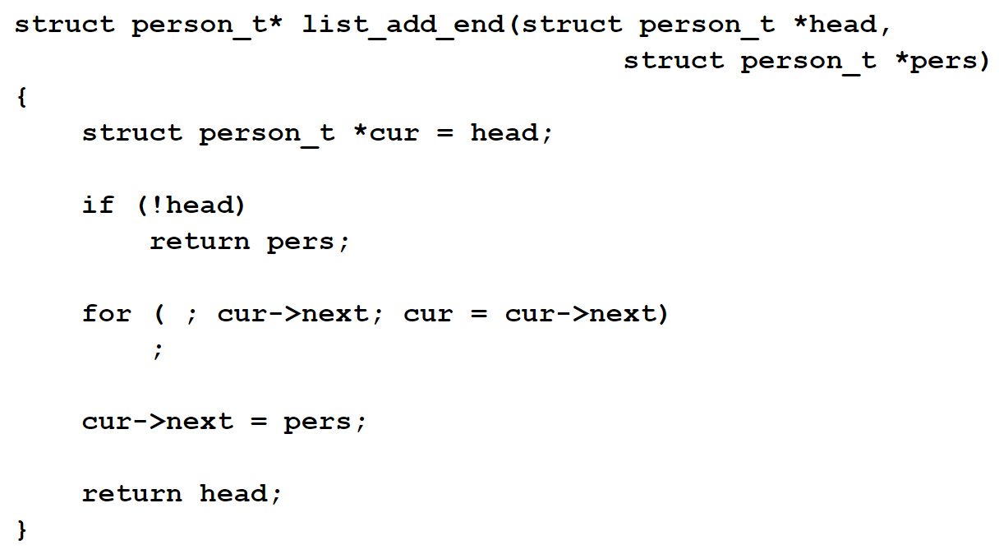 struct person_t* list_add_end(struct person_t *head,
                              struct person_t *pers)
{
    struct person_t *cur = head;

    if (!head)
        return pers;

    for ( ; cur->next; cur = cur->next)
        ;

    cur->next = pers;

    return head;
}